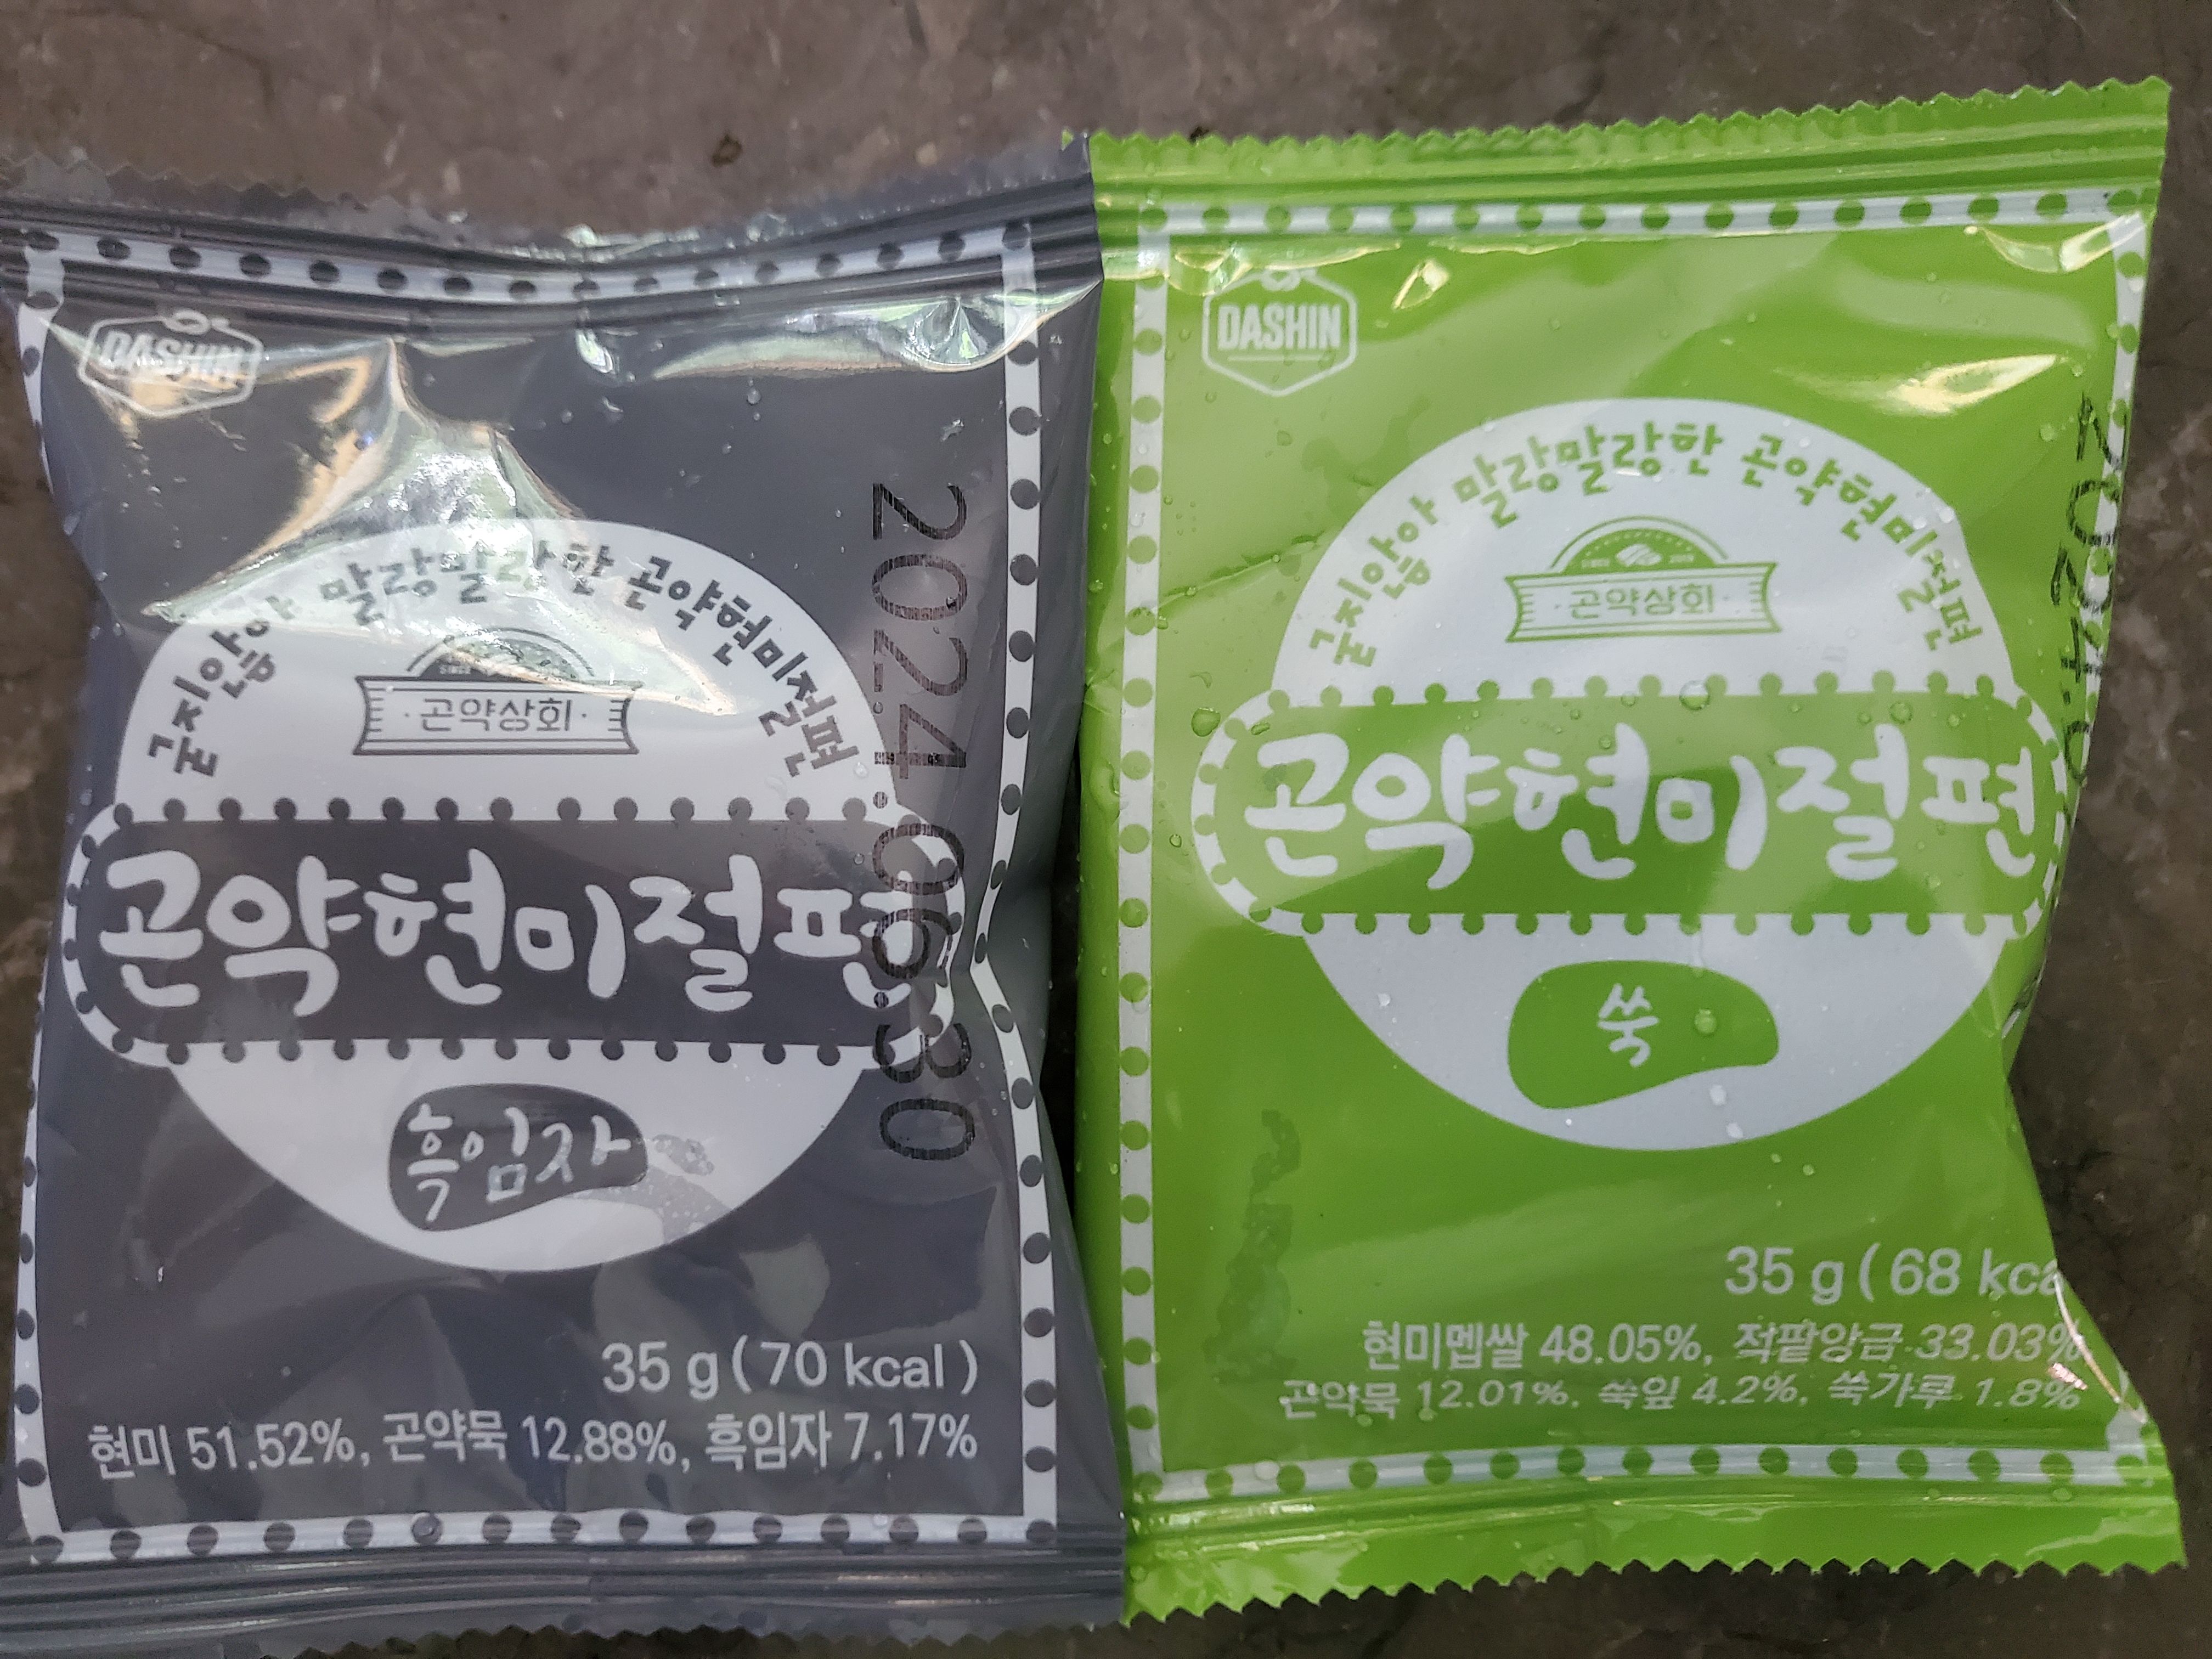 DASHIN
굳지않아 말랑말랑한 곤약현미절편
곤약상회
곤약현미절편
흑임자
2024.06.30
35 g ( 70 kcal )
현미 51.52%, 곤약묵 12.88%, 흑임자 7.17%
DASHIN
굳지않아 말랑말랑한 곤약현미절편
곤약상회
곤약현미절편
쑥
2024.0
35 g ( 68 kca
현미멥쌀 48.05%, 적팥앙금 33.03%
곤약묵 12.01%, 쑥잎 4.2%, 쑥가루 1.8%